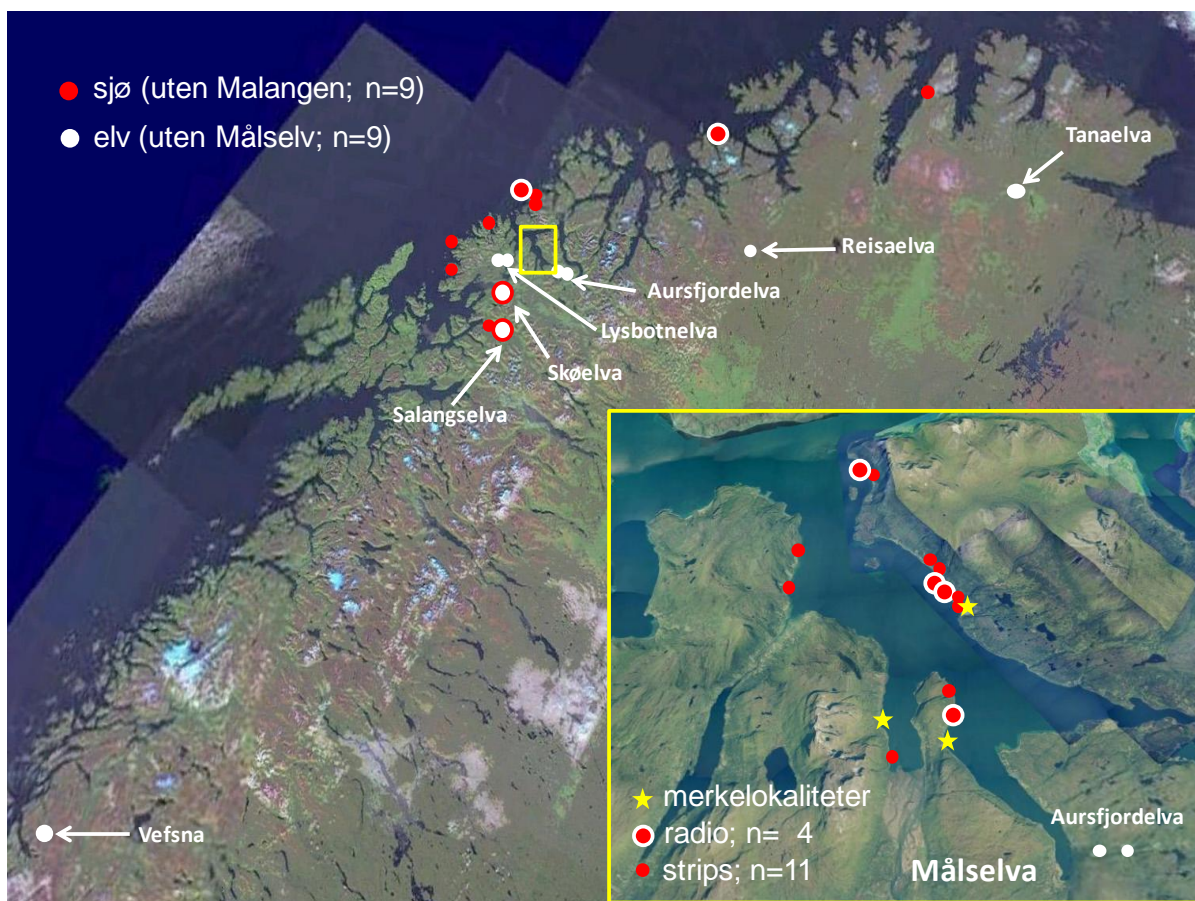 sjø (uten Malangen; n=9)
elv (uten Målselv; n=9)
Tanaelva
Reisaelva
Aursfjordelva
Lysbotnelva
Skøelva
Salangselva
Vefsna
merkelokaliteter
radio; n= 4
strips; n=11
Aursfjordelva
Målselva